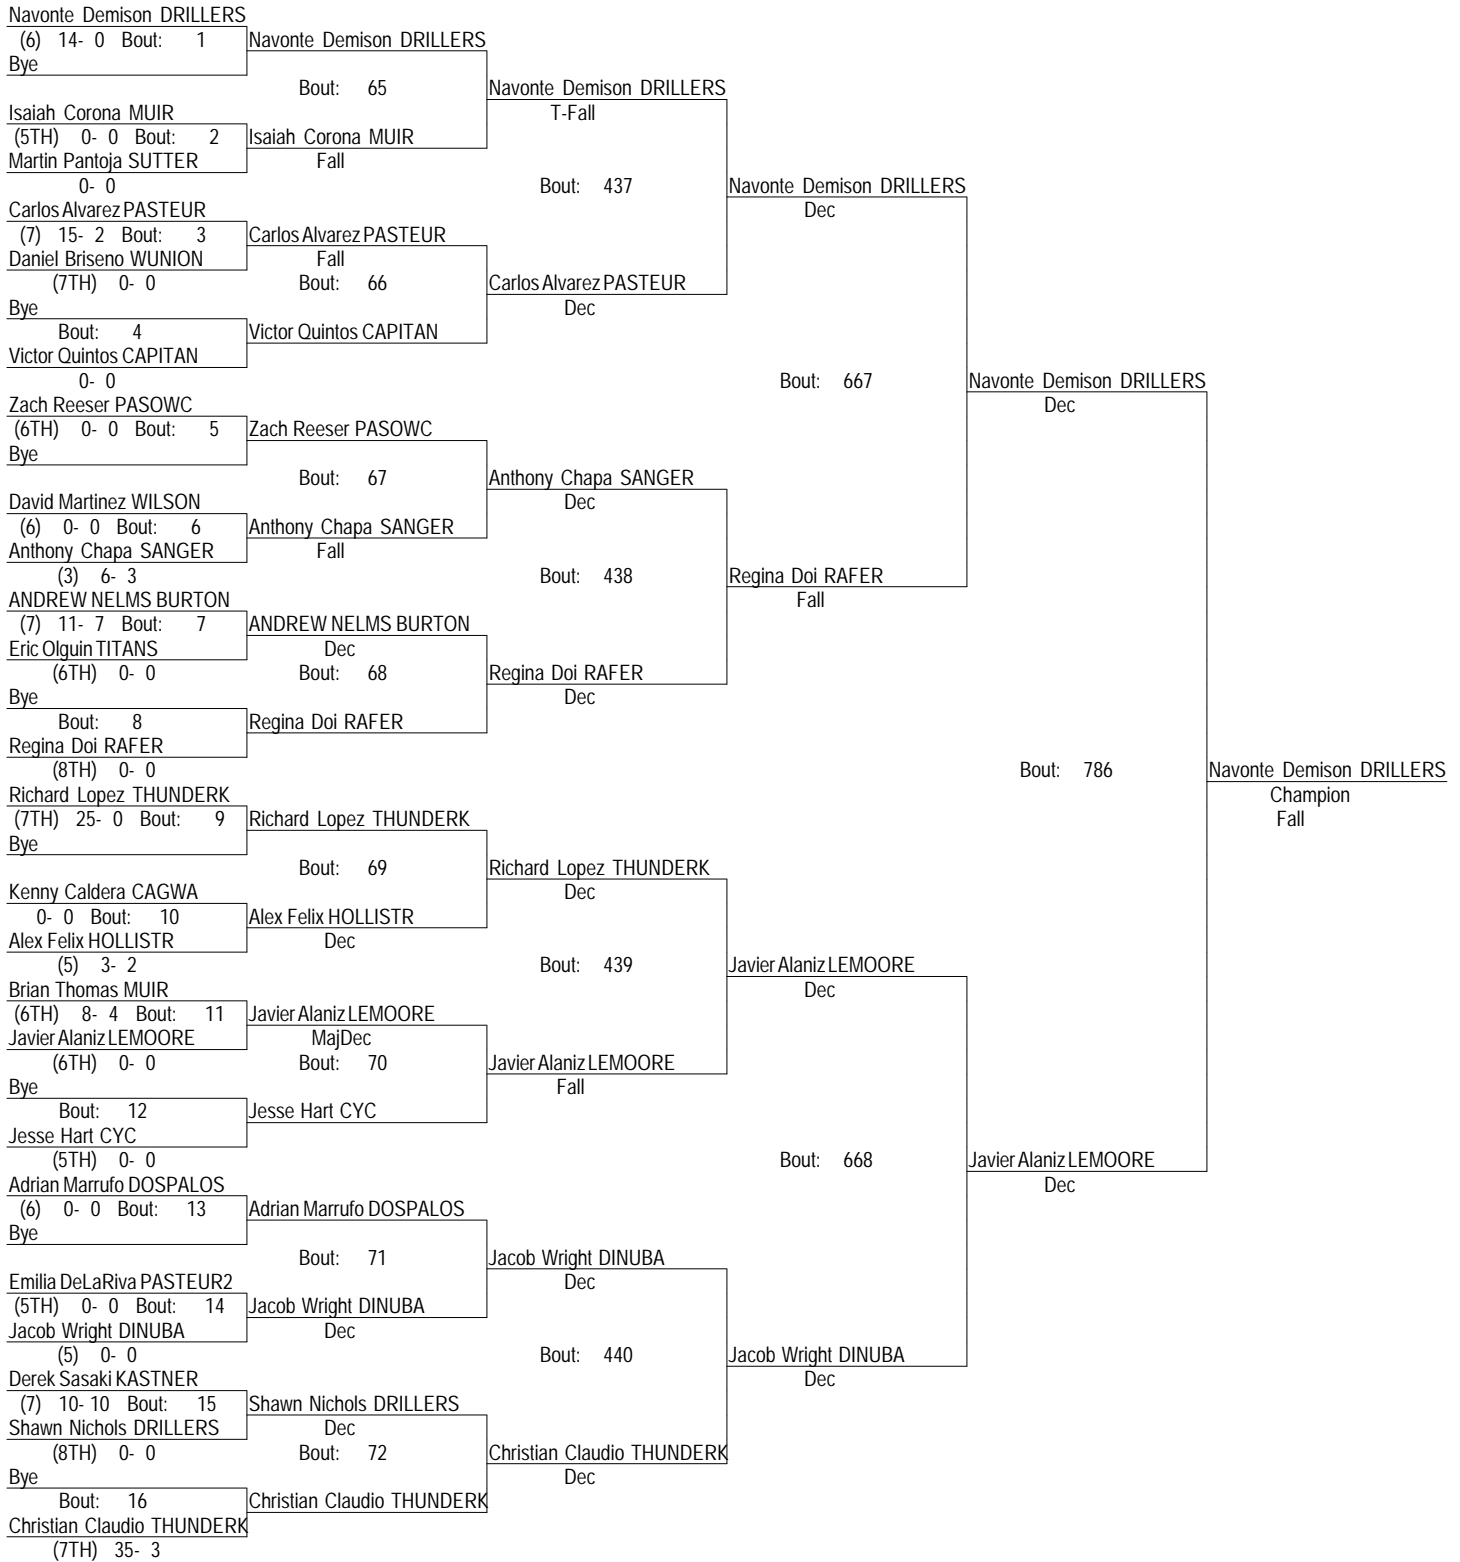 Navonte Demison DRILLERS
(6) 14- 0 Bout: 1 Navonte Demison DRILLERS
Bye
Bout: 65 Navonte Demison DRILLERS
Isaiah Corona MUIR T-Fall
(5TH) 0- 0 Bout: 2 Isaiah Corona MUIR
Martin Pantoja SUTTER Fall
0- 0 Bout: 437 Navonte Demison DRILLERS
Carlos Alvarez PASTEUR Dec
(7) 15- 2 Bout: 3 Carlos Alvarez PASTEUR
Daniel Briseno WUNION Fall
(7TH) 0- 0 Bout: 66 Carlos Alvarez PASTEUR
Bye Dec
Bout: 4 Victor Quintos CAPITAN
Victor Quintos CAPITAN
0- 0 Bout: 667 Navonte Demison DRILLERS
Zach Reeser PASOWC Dec
(6TH) 0- 0 Bout: 5 Zach Reeser PASOWC
Bye
Bout: 67 Anthony Chapa SANGER
David Martinez WILSON Dec
(6) 0- 0 Bout: 6 Anthony Chapa SANGER
Anthony Chapa SANGER Fall
(3) 6- 3 Bout: 438 Regina Doi RAFER
ANDREW NELMS BURTON Fall
(7) 11- 7 Bout: 7 ANDREW NELMS BURTON
Eric Olguin TITANS Dec
(6TH) 0- 0 Bout: 68 Regina Doi RAFER
Bye Dec
Bout: 8 Regina Doi RAFER
Regina Doi RAFER
(8TH) 0- 0 Bout: 786 Navonte Demison DRILLERS
Richard Lopez THUNDERK Champion
(7TH) 25- 0 Bout: 9 Richard Lopez THUNDERK Fall
Bye
Bout: 69 Richard Lopez THUNDERK
Kenny Caldera CAGWA Dec
0- 0 Bout: 10 Alex Felix HOLLISTR
Alex Felix HOLLISTR Dec
(5) 3- 2 Bout: 439 Javier Alaniz LEMOORE
Brian Thomas MUIR Dec
(6TH) 8- 4 Bout: 11 Javier Alaniz LEMOORE
Javier Alaniz LEMOORE MajDec
(6TH) 0- 0 Bout: 70 Javier Alaniz LEMOORE
Bye Fall
Bout: 12 Jesse Hart CYC
Jesse Hart CYC
(5TH) 0- 0 Bout: 668 Javier Alaniz LEMOORE
Adrian Marrufo DOSPALOS Dec
(6) 0- 0 Bout: 13 Adrian Marrufo DOSPALOS
Bye
Bout: 71 Jacob Wright DINUBA
Emilia DeLaRiva PASTEUR2 Dec
(5TH) 0- 0 Bout: 14 Jacob Wright DINUBA
Jacob Wright DINUBA Dec
(5) 0- 0 Bout: 440 Jacob Wright DINUBA
Derek Sasaki KASTNER Dec
(7) 10- 10 Bout: 15 Shawn Nichols DRILLERS
Shawn Nichols DRILLERS Dec
(8TH) 0- 0 Bout: 72 Christian Claudio THUNDERK
Bye Dec
Bout: 16 Christian Claudio THUNDERK
Christian Claudio THUNDERK
(7TH) 35- 3